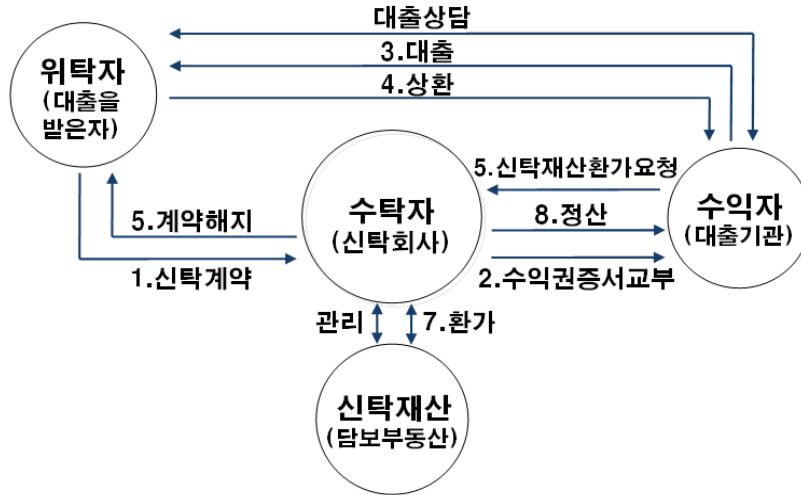 대출상담
3.대출
4.상환
위탁자
(대출을
받은자)
5.신탁재산환가요청
수탁자
(신탁회사)
수익자
(대출기관)
5.계약해지
8.정산
1.신탁계약
2.수익권증서교부
관리
7.환가
신탁재산
(담보부동산)